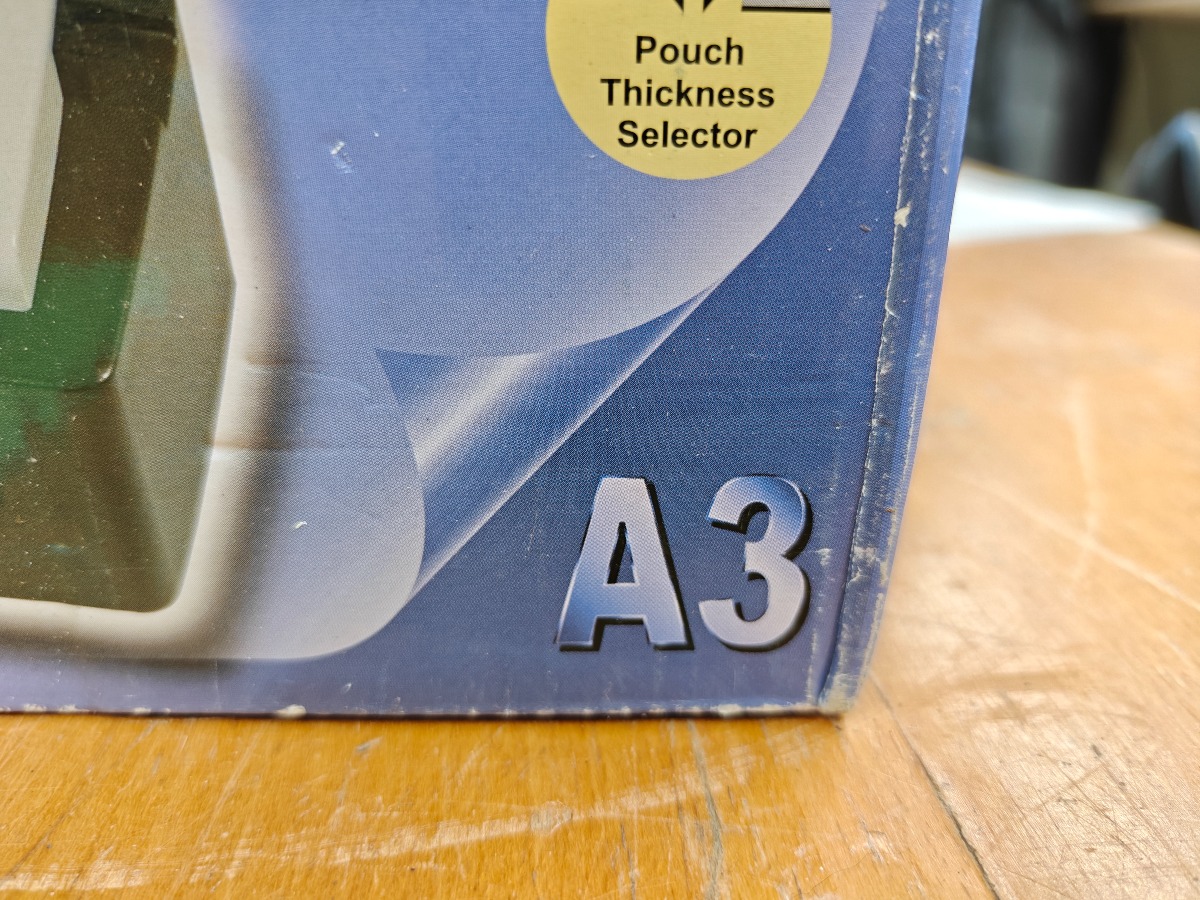 Pouch
Thickness
Selector
A3